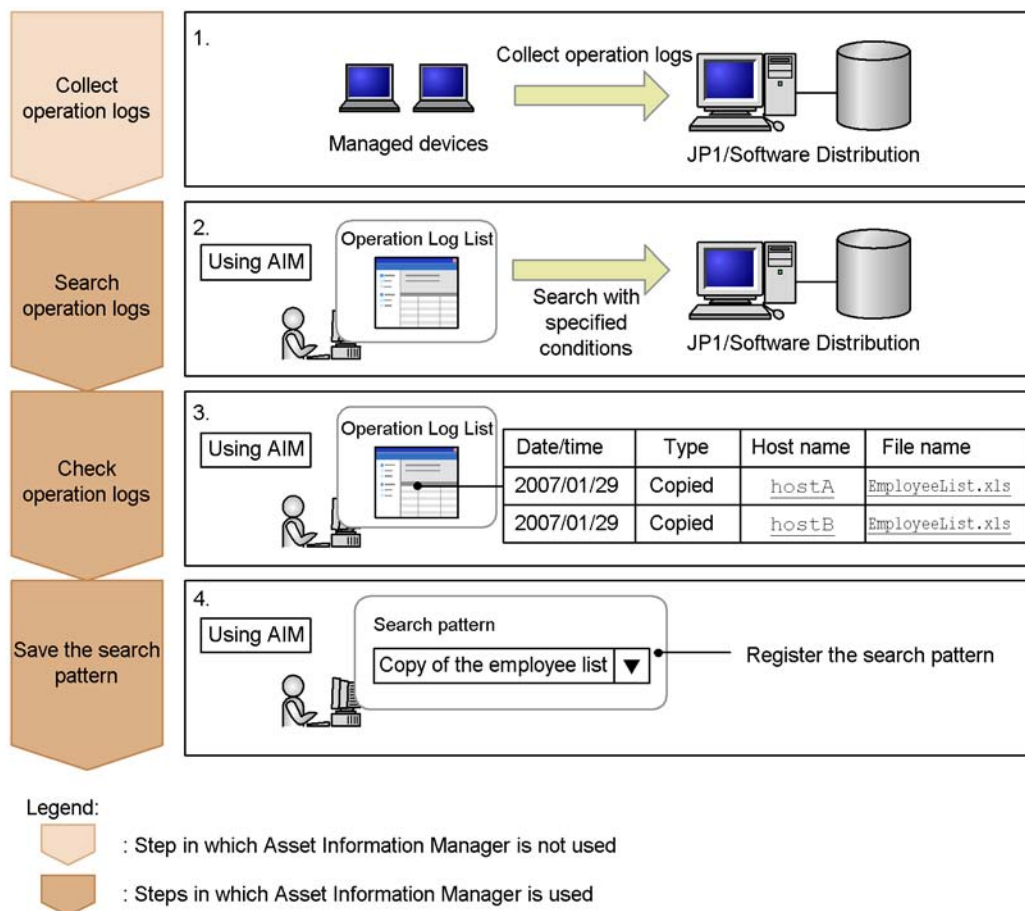 Collect
operation logs
1.
Collect operation logs
Managed devices
JP1/Software Distribution
Search
operation logs
2.
Using AIM
Operation Log List
Search with
specified
conditions
JP1/Software Distribution
Check
operation logs
3.
Using AIM
Operation Log List
Date/time Type Host name File name
2007/01/29 Copied hostA EmployeeList.xls
2007/01/29 Copied hostB EmployeeList.xls
Save the search
pattern
4.
Using AIM
Search pattern
Copy of the employee list ▼
Register the search pattern
Legend:
: Step in which Asset Information Manager is not used
: Steps in which Asset Information Manager is used